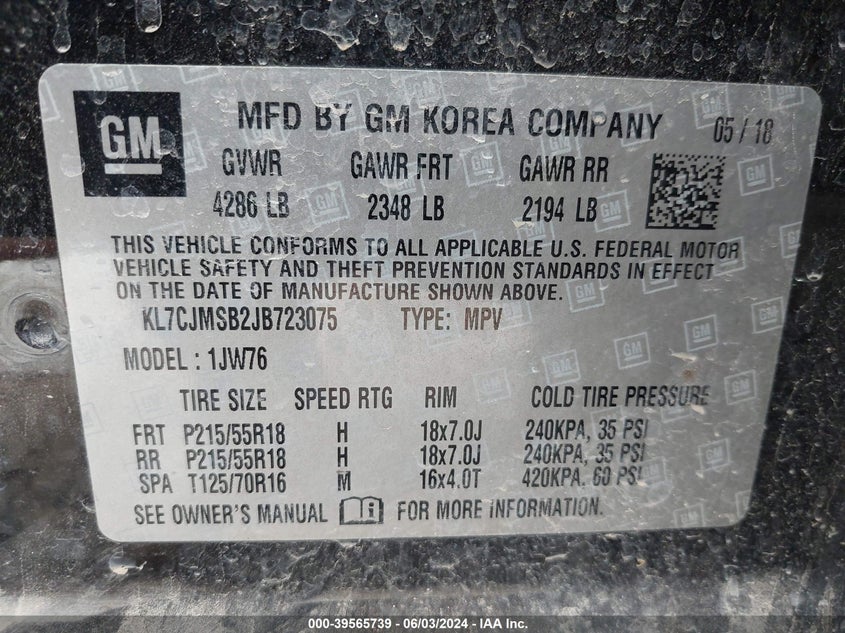 GM MFD BY GM KOREA COMPANY 05 / 18
GVWR GAWR FRT GAWR RR
4286 LB 2348 LB 2194 LB
THIS VEHICLE CONFORMS TO ALL APPLICABLE U.S. FEDERAL MOTOR
VEHICLE SAFETY AND THEFT PREVENTION STANDARDS IN EFFECT
ON THE DATE OF MANUFACTURE SHOWN ABOVE.
KL7CJMSB2JB723075 TYPE: MPV
MODEL : 1JW76
TIRE SIZE SPEED RTG RIM COLD TIRE PRESSURE
FRT P215/55R18 H 18x7.0J 240KPA, 35 PSI
RR P215/55R18 H 18x7.0J 240KPA, 35 PSI
SPA T125/70R16 M 16x4.0T 420KPA, 60 PSI
SEE OWNER'S MANUAL FOR MORE INFORMATION.
000-39565739 - 06/03/2024 - IAA Inc.